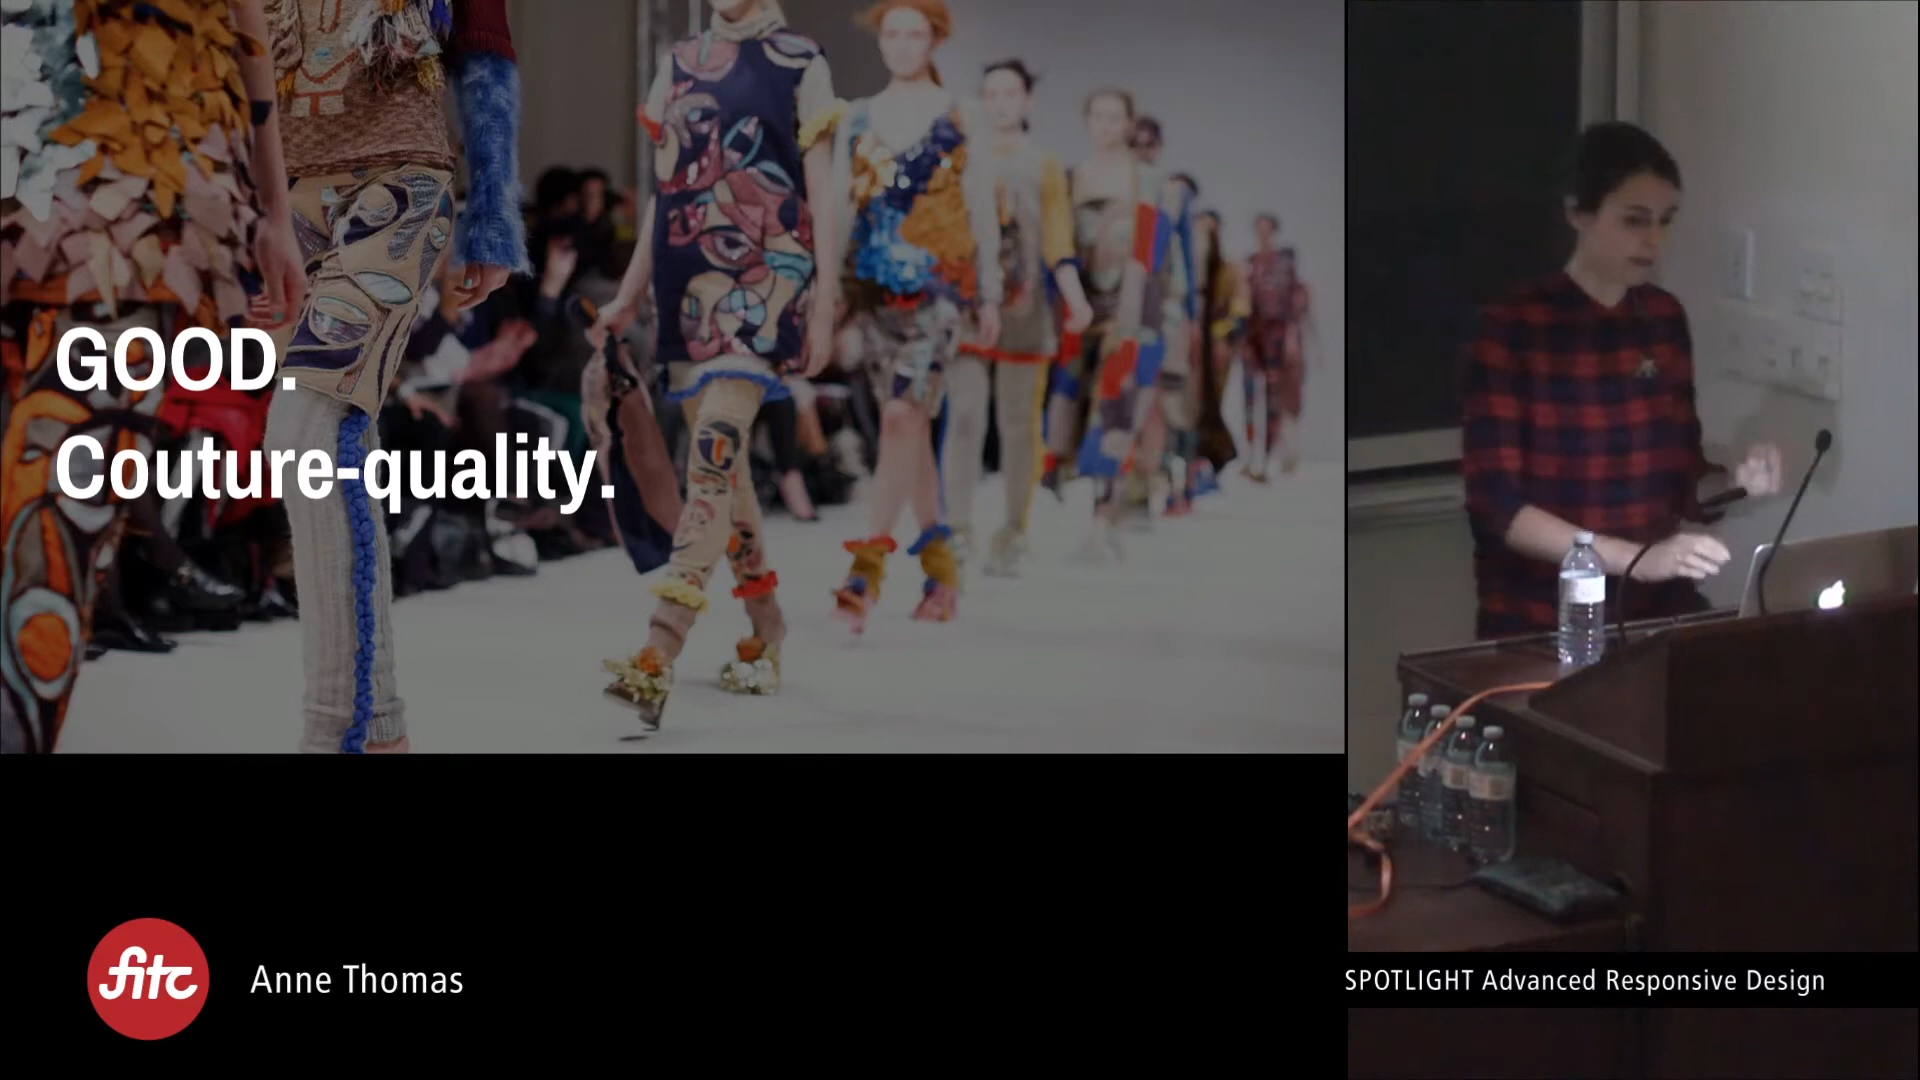 GOOD.
Couture-quality.
fitc
Anne Thomas
SPOTLIGHT Advanced Responsive Design